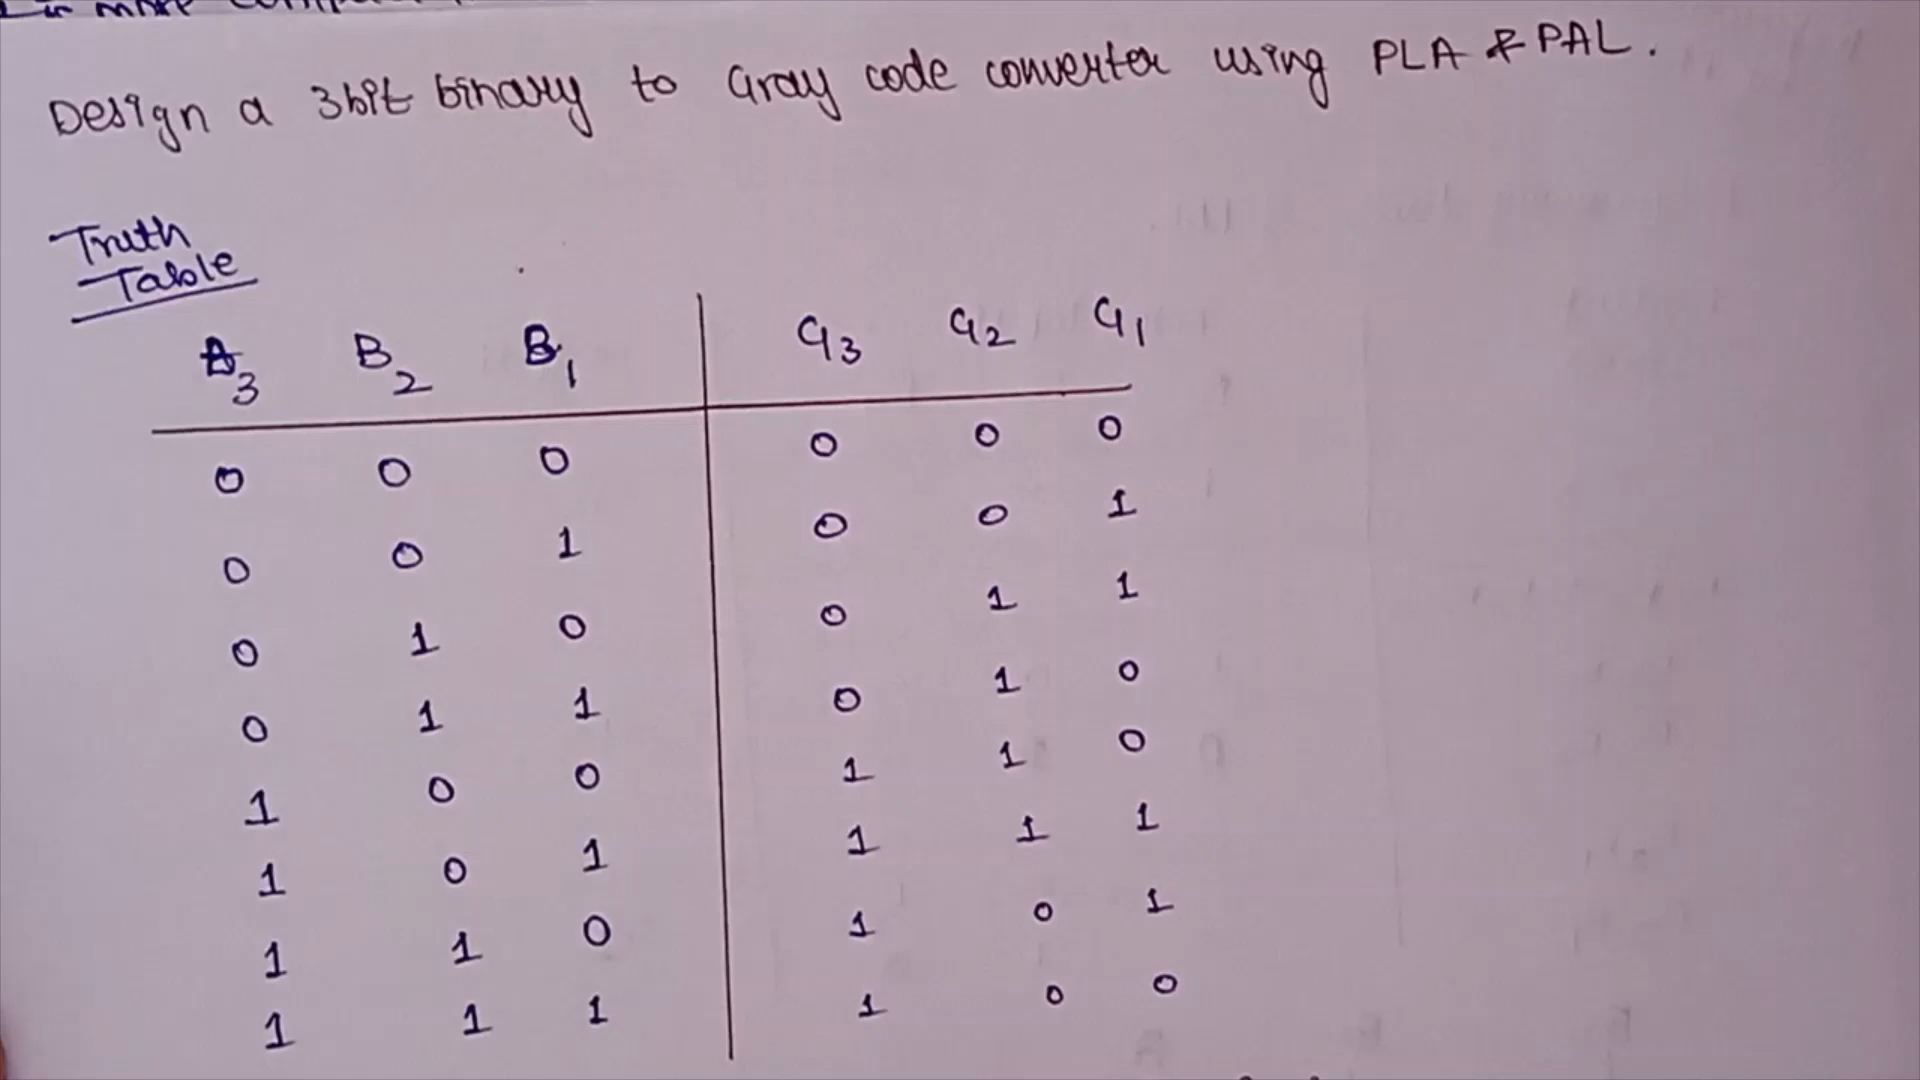 Design a 3bit binary to Gray code converter using PLA & PAL.
Truth
Table
B3 B2 B1 G3 G2 G1
0 0 0 0 0 0
0 0 1 0 0 1
0 1 0 0 1 1
0 1 1 0 1 0
1 0 0 1 1 0
1 0 1 1 1 1
1 1 0 1 0 1
1 1 1 1 0 0